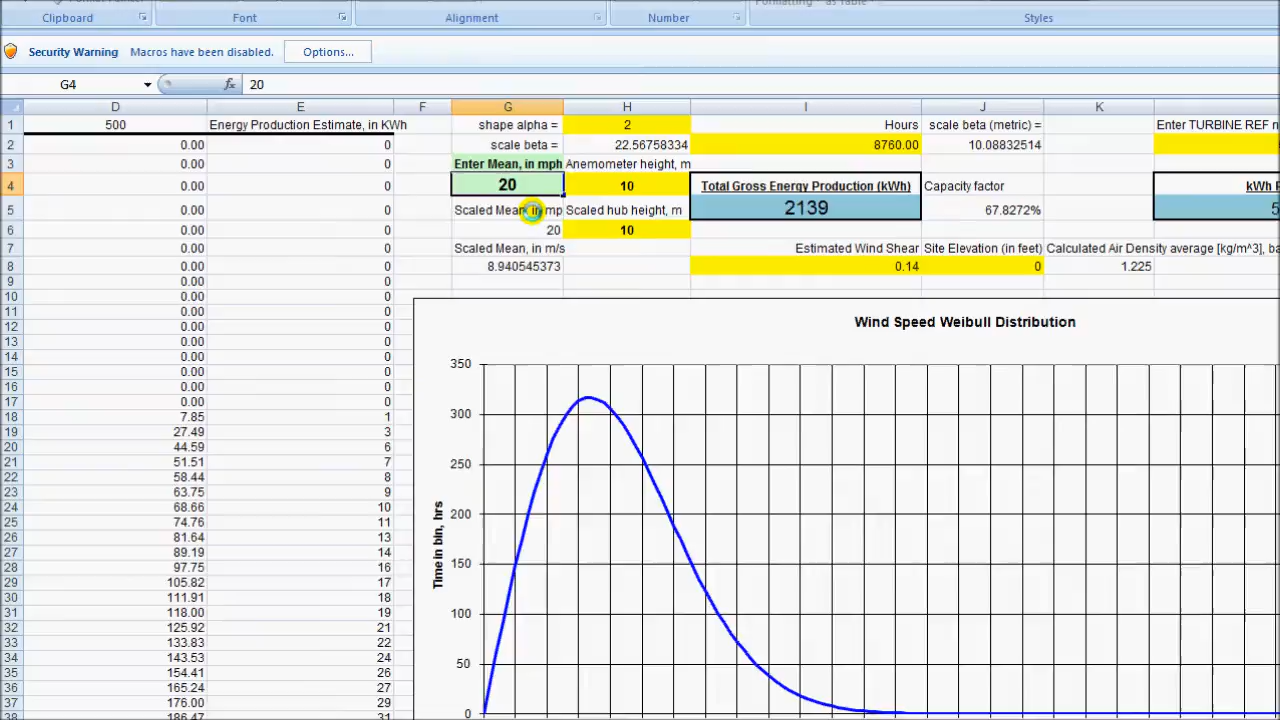 Clipboard Font Alignment Number Styles
Security Warning Macros have been disabled. Options...
G4 fx 20
D E F G H I J K
1 500 Energy Production Estimate, in KWh shape alpha = 2 Hours scale beta (metric) = Enter TURBINE REF
2 0.00 0 scale beta = 22.56758334 8760.00 10.08832514
3 0.00 0 Enter Mean, in mph Anemometer height, m
4 0.00 0 20 10 Total Gross Energy Production (kWh) Capacity factor kWh
5 0.00 0 Scaled Mean, in mp Scaled hub height, m 2139 67.8272% 5
6 0.00 0 20 10
7 0.00 0 Scaled Mean, in m/s Estimated Wind Shear Site Elevation (in feet) Calculated Air Density average [kg/m^3], ba
8 0.00 0 8.940545373 0.14 0 1.225
9 0.00 0
10 0.00 0
11 0.00 0
12 0.00 0
13 0.00 0
14 0.00 0
15 0.00 0
16 0.00 0
17 0.00 0
18 7.85 1
19 27.49 3
20 44.59 6
21 51.51 7
22 58.44 8
23 63.75 9
24 68.66 10
25 74.76 11
26 81.64 13
27 89.19 14
28 97.75 16
29 105.82 17
30 111.91 18
31 118.00 19
32 125.92 21
33 133.83 22
34 143.53 24
35 154.41 26
36 165.24 27
37 176.00 29
38 186.47 31
Wind Speed Weibull Distribution
Time in bin, hrs
350
300
250
200
150
100
50
0